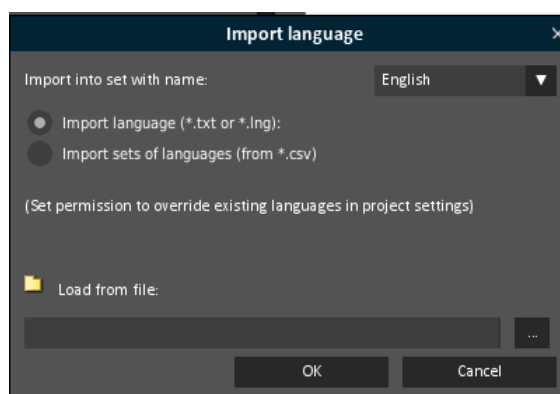 Import language
Import into set with name:
English
Import language (*.txt or *.lng):
Import sets of languages (from *.csv)
(Set permission to override existing languages in project settings)
Load from file:
...
OK
Cancel